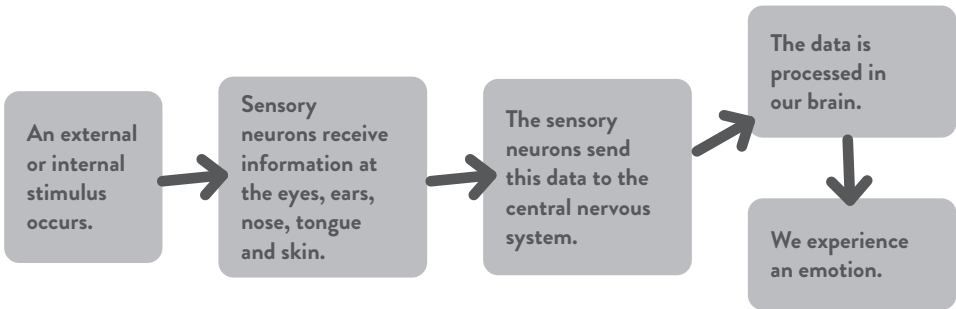 An external
or internal
stimulus
occurs.
Sensory
neurons receive
information at
the eyes, ears,
nose, tongue
and skin.
The sensory
neurons send
this data to the
central nervous
system.
The data is
processed in
our brain.
We experience
an emotion.